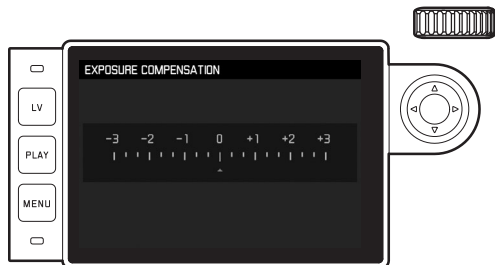 EXPOSURE COMPENSATION
LV
-3 -2 -1 0 +1 +2 +3
PLAY
MENU